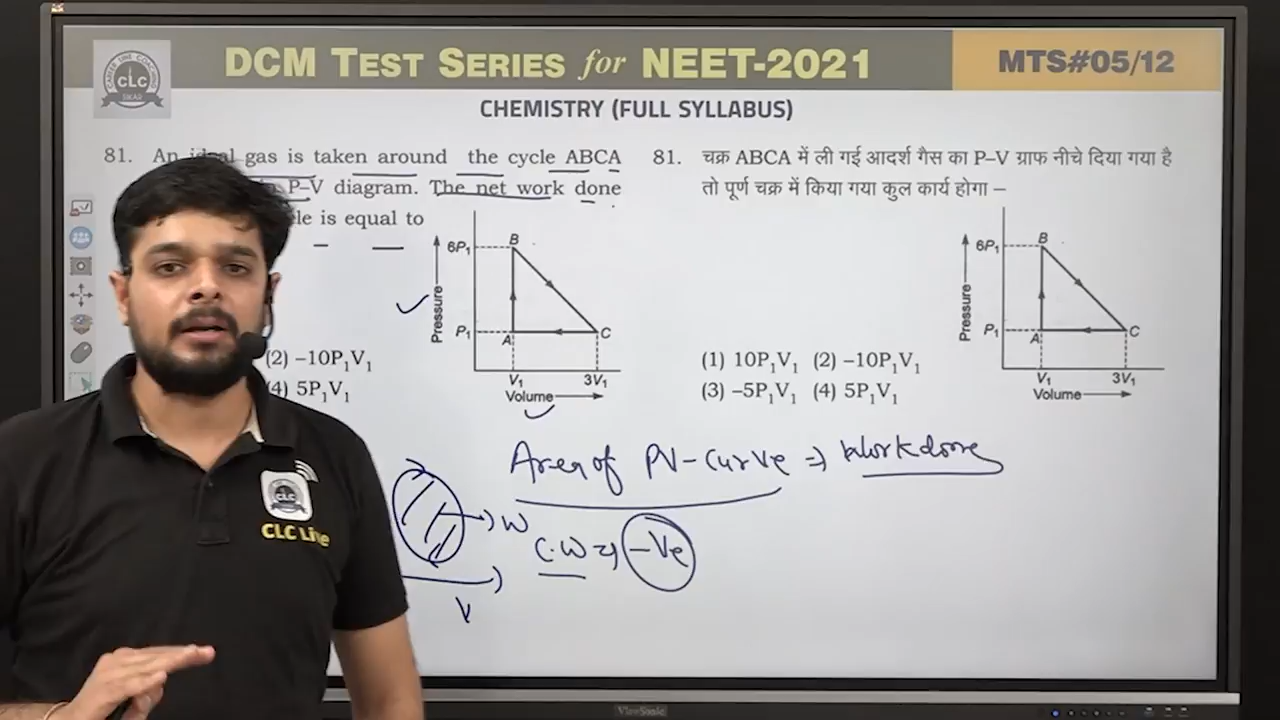 DCM TEST SERIES for NEET-2021
MTS#05/12
CLC
SIKAR
CHEMISTRY (FULL SYLLABUS)
81. An ideal gas is taken around the cycle ABCA
P–V diagram. The net work done
is equal to
6P₁
B
P₁
A
C
V₁
3V₁
Pressure
Volume
(2) –10P₁V₁
(4) 5P₁V₁
81. चक्र ABCA में ली गई आदर्श गैस का P–V ग्राफ नीचे दिया गया है
तो पूर्ण चक्र में किया गया कुल कार्य होगा –
6P₁
B
P₁
A
C
V₁
3V₁
Pressure
Volume
(1) 10P₁V₁ (2) –10P₁V₁
(3) –5P₁V₁ (4) 5P₁V₁
Area of PV-Curve ⇒ Workdone
W
C.W ⇒ -Ve
V
CLC
CLC Live
ViewSonic